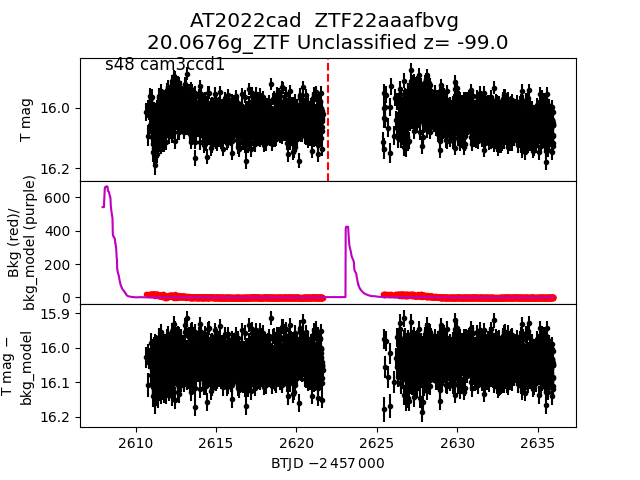 AT2022cad  ZTF22aaafbvg
20.0676g_ZTF Unclassified z= -99.0
s48 cam3ccd1
T mag
16.0
16.2
Bkg (red)/
bkg_model (purple)
600
400
200
0
T mag −
bkg_model
15.9
16.0
16.1
16.2
2610 2615 2620 2625 2630 2635
BTJD −2 457 000